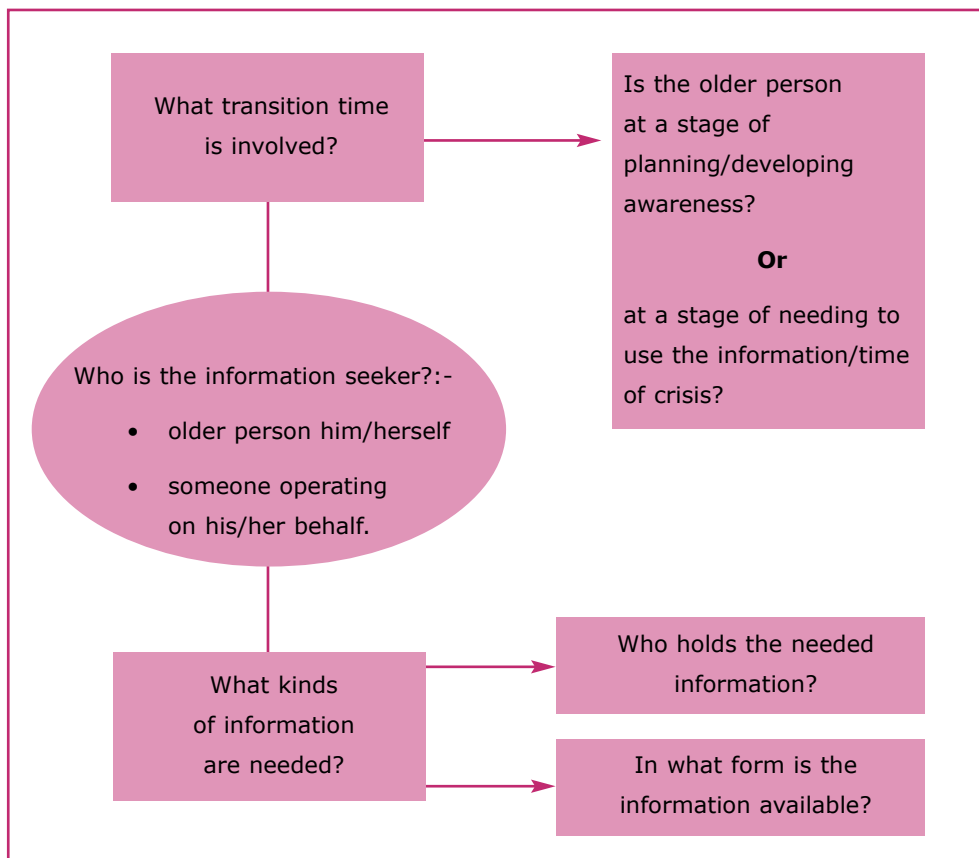 What transition time
is involved?
Is the older person
at a stage of
planning/developing
awareness?
Or
at a stage of needing to
use the information/time
of crisis?
Who is the information seeker?:-
• older person him/herself
• someone operating
on his/her behalf.
What kinds
of information
are needed?
Who holds the needed
information?
In what form is the
information available?